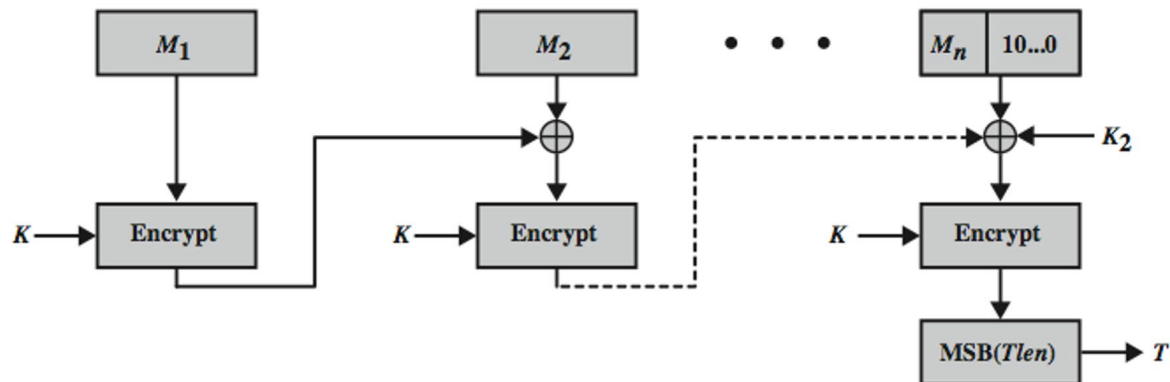 M1
M2
Mn 10...0
K2
K Encrypt
K Encrypt
K Encrypt
MSB(Tlen) T